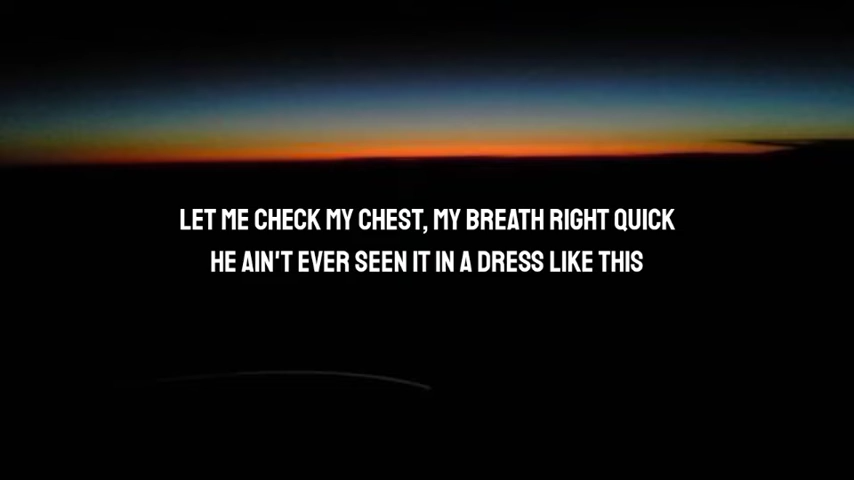 LET ME CHECK MY CHEST, MY BREATH RIGHT QUICK
HE AIN'T EVER SEEN IT IN A DRESS LIKE THIS